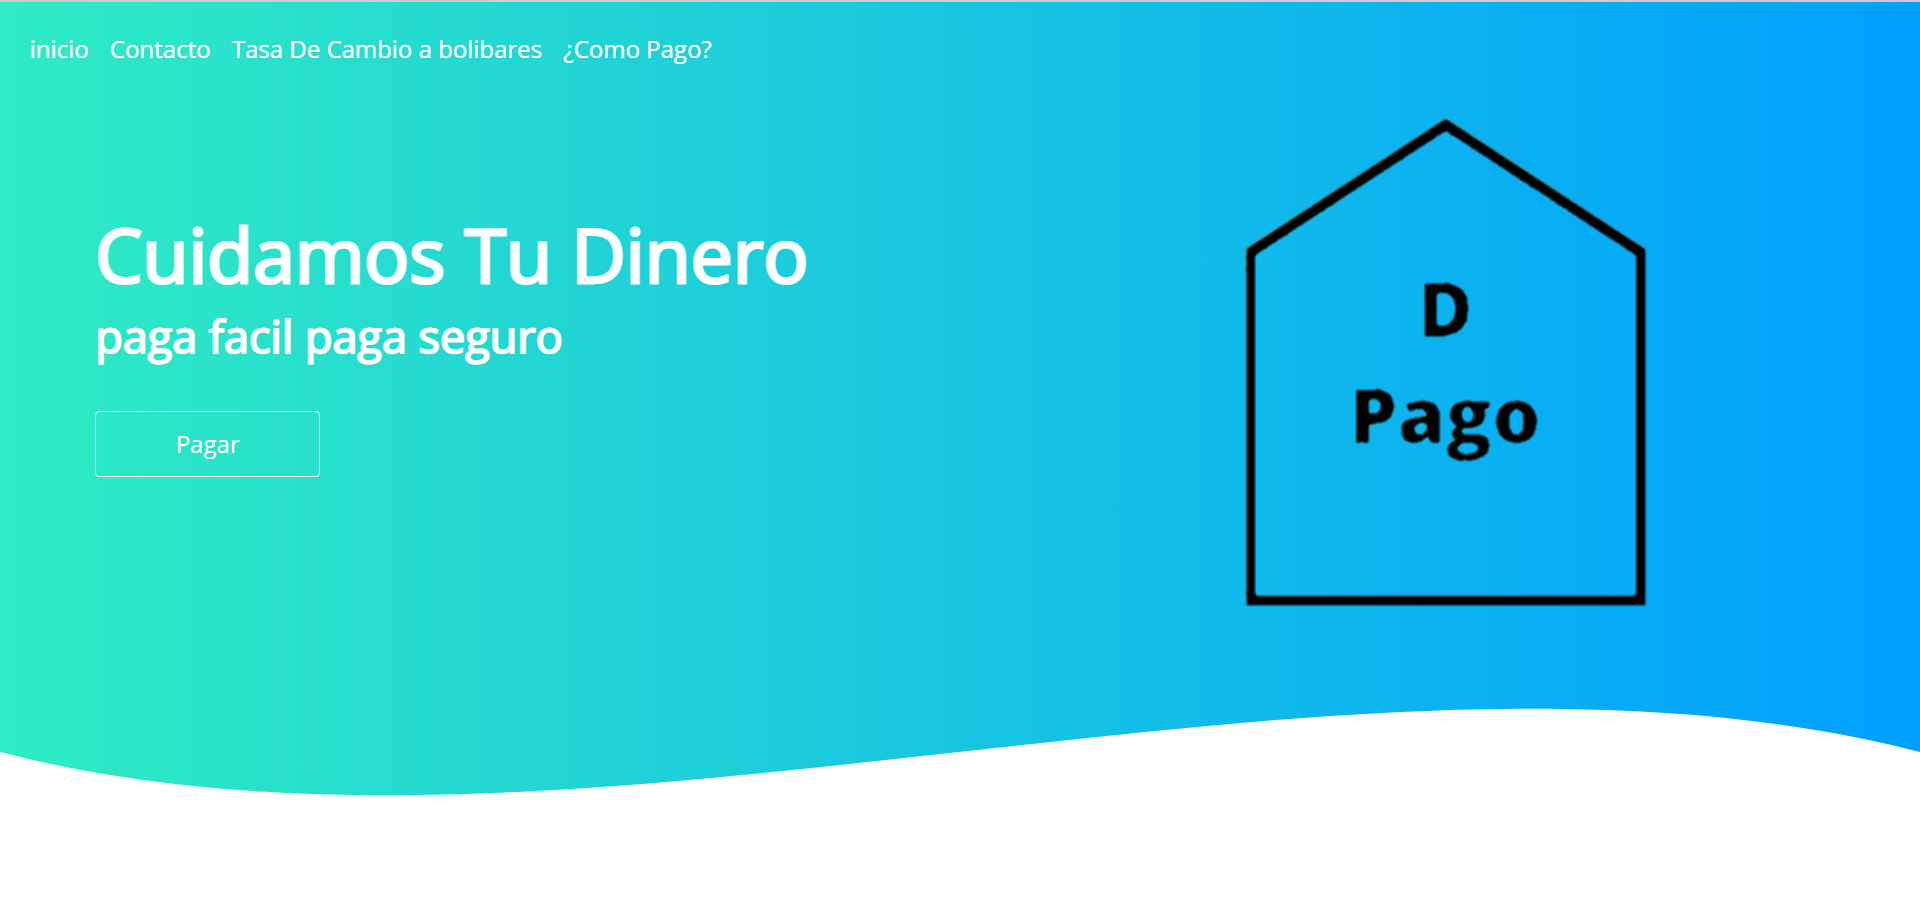 inicio Contacto Tasa De Cambio a bolibares ¿Como Pago?
Cuidamos Tu Dinero
paga facil paga seguro
Pagar
D
Pago